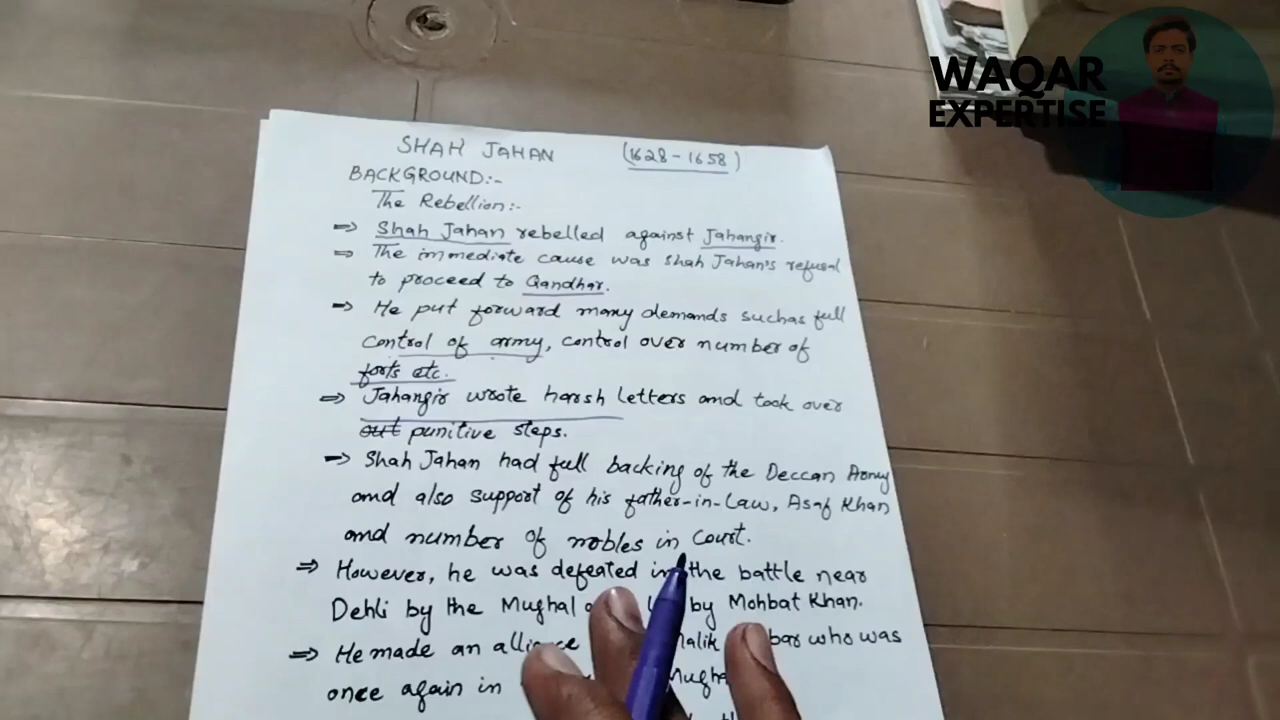 WAQAR
EXPERTISE
SHAH JAHAN (1628-1658)
BACKGROUND:-
The Rebellion:-
⇒ Shah Jahan rebelled against Jahangir.
⇒ The immediate cause was Shah Jahan's refusal
to proceed to Qandhar.
⇒ He put forward many demands such as full
control of army, control over number of
forts etc.
⇒ Jahangir wrote harsh letters and took over
out punitive steps.
⇒ Shah Jahan had full backing of the Deccan Army
and also support of his father-in-law, Asaf Khan
and number of nobles in court.
⇒ However, he was defeated in the battle near
Dehli by the Mughal by Mohbat Khan.
⇒ He made an alliance Malik who was
once again in